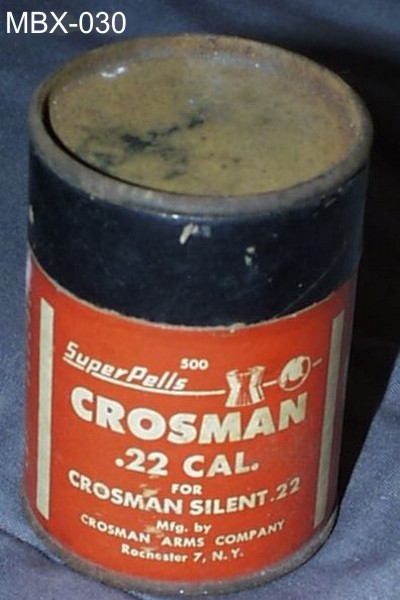 MBX-030
SuperPells 500
CROSMAN
.22 CAL.
FOR
CROSMAN SILENT .22
Mfg. by
CROSMAN ARMS COMPANY
Rochester 7, N.Y.